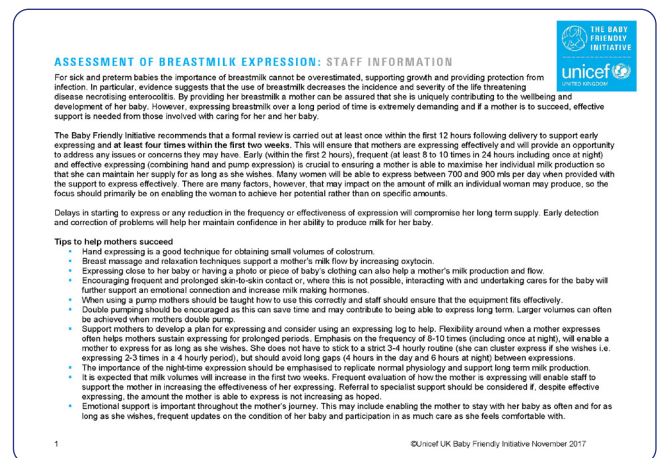 THE BABY
FRIENDLY
INITIATIVE
unicef
UNITED KINGDOM
ASSESSMENT OF BREASTMILK EXPRESSION: STAFF INFORMATION
For sick and preterm babies the importance of breastmilk cannot be overestimated, supporting growth and providing protection from
infection. In particular, evidence suggests that the use of breastmilk decreases the incidence and severity of the life threatening
disease necrotising enterocolitis. By providing her breastmilk a mother can be assured that she is uniquely contributing to the wellbeing and
development of her baby. However, expressing breastmilk over a long period of time is extremely demanding and if a mother is to succeed, effective
support is needed from those involved with caring for her and her baby.
The Baby Friendly Initiative recommends that a formal review is carried out at least once within the first 12 hours following delivery to support early
expressing and at least four times within the first two weeks. This will ensure that mothers are expressing effectively and will provide an opportunity
to address any issues or concerns they may have. Early (within the first 2 hours), frequent (at least 8 to 10 times in 24 hours including once at night)
and effective expressing (combining hand and pump expression) is crucial to ensuring a mother is able to maximise her individual milk production so
that she can maintain her supply for as long as she wishes. Many women will be able to express between 700 and 900 mls per day when provided with
the support to express effectively. There are many factors, however, that may impact on the amount of milk an individual woman may produce, so the
focus should primarily be on enabling the woman to achieve her potential rather than on specific amounts.
Delays in starting to express or any reduction in the frequency or effectiveness of expression will compromise her long term supply. Early detection
and correction of problems will help her maintain confidence in her ability to produce milk for her baby.
Tips to help mothers succeed
• Hand expressing is a good technique for obtaining small volumes of colostrum.
• Breast massage and relaxation techniques support a mother's milk flow by increasing oxytocin.
• Expressing close to her baby or having a photo or piece of baby's clothing can also help a mother's milk production and flow.
• Encouraging frequent and prolonged skin-to-skin contact or, where this is not possible, interacting with and undertaking cares for the baby will
further support an emotional connection and increase milk making hormones.
• When using a pump mothers should be taught how to use this correctly and staff should ensure that the equipment fits effectively.
• Double pumping should be encouraged as this can save time and may contribute to being able to express long term. Larger volumes can often
be achieved when mothers double pump.
• Support mothers to develop a plan for expressing and consider using an expressing log to help. Flexibility around when a mother expresses
often helps mothers sustain expressing for prolonged periods. Emphasis on the frequency of 8-10 times (including once at night), will enable a
mother to express for as long as she wishes. She does not have to stick to a strict 3-4 hourly routine (she can cluster express if she wishes i.e.
expressing 2-3 times in a 4 hourly period), but should avoid long gaps (4 hours in the day and 6 hours at night) between expressions.
• The importance of the night-time expression should be emphasised to replicate normal physiology and support long term milk production.
• It is expected that milk volumes will increase in the first two weeks. Frequent evaluation of how the mother is expressing will enable staff to
support the mother in increasing the effectiveness of her expressing. Referral to specialist support should be considered if, despite effective
expressing, the amount the mother is able to express is not increasing as hoped.
• Emotional support is important throughout the mother's journey. This may include enabling the mother to stay with her baby as often and for as
long as she wishes, frequent updates on the condition of her baby and participation in as much care as she feels comfortable with.
1 ©Unicef UK Baby Friendly Initiative November 2017